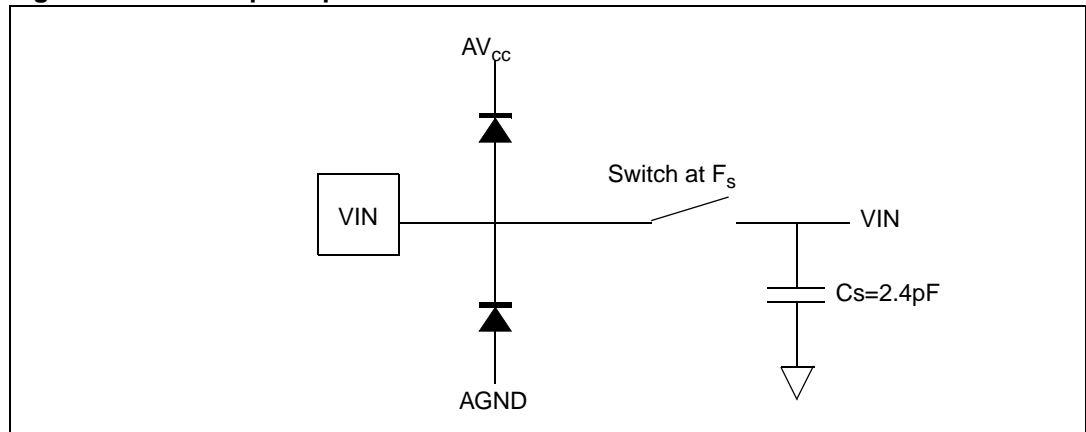 AVcc
Switch at Fs
VIN
VIN
Cs=2.4pF
AGND